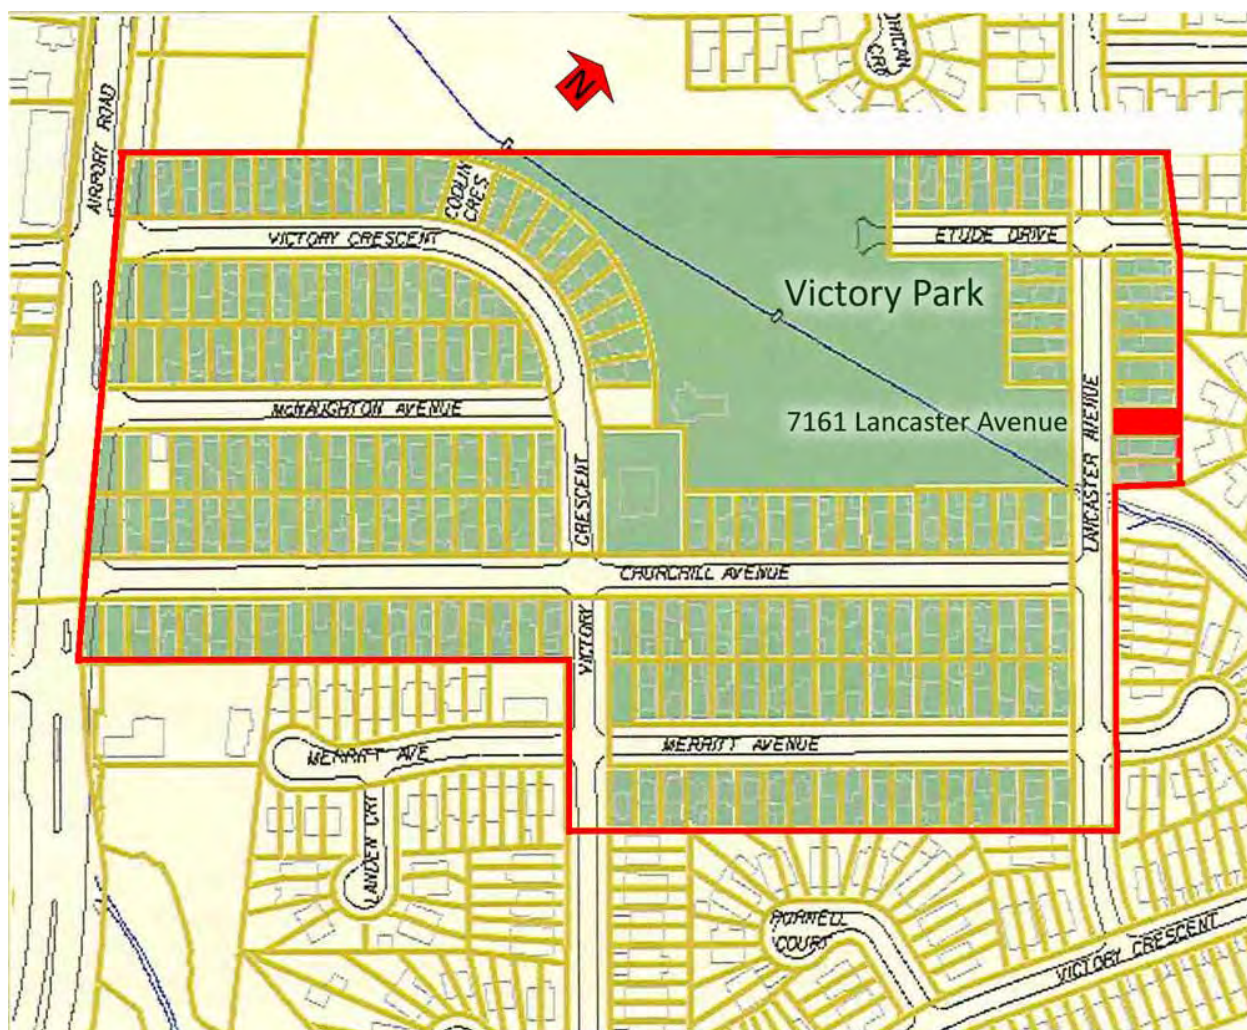 AIRPORT ROAD
N
CRT
CODLIN
CRES
VICTORY CRESCENT
ETUDE DRIVE
Victory Park
MCNAUGHTON AVENUE
7161 Lancaster Avenue
LANCASTER AVENUE
CRESCENT
CHURCHILL AVENUE
VICTORY
MERRITT AVE
MERRITT AVENUE
LANDEN CRT
COURT
VICTORY CRESCENT